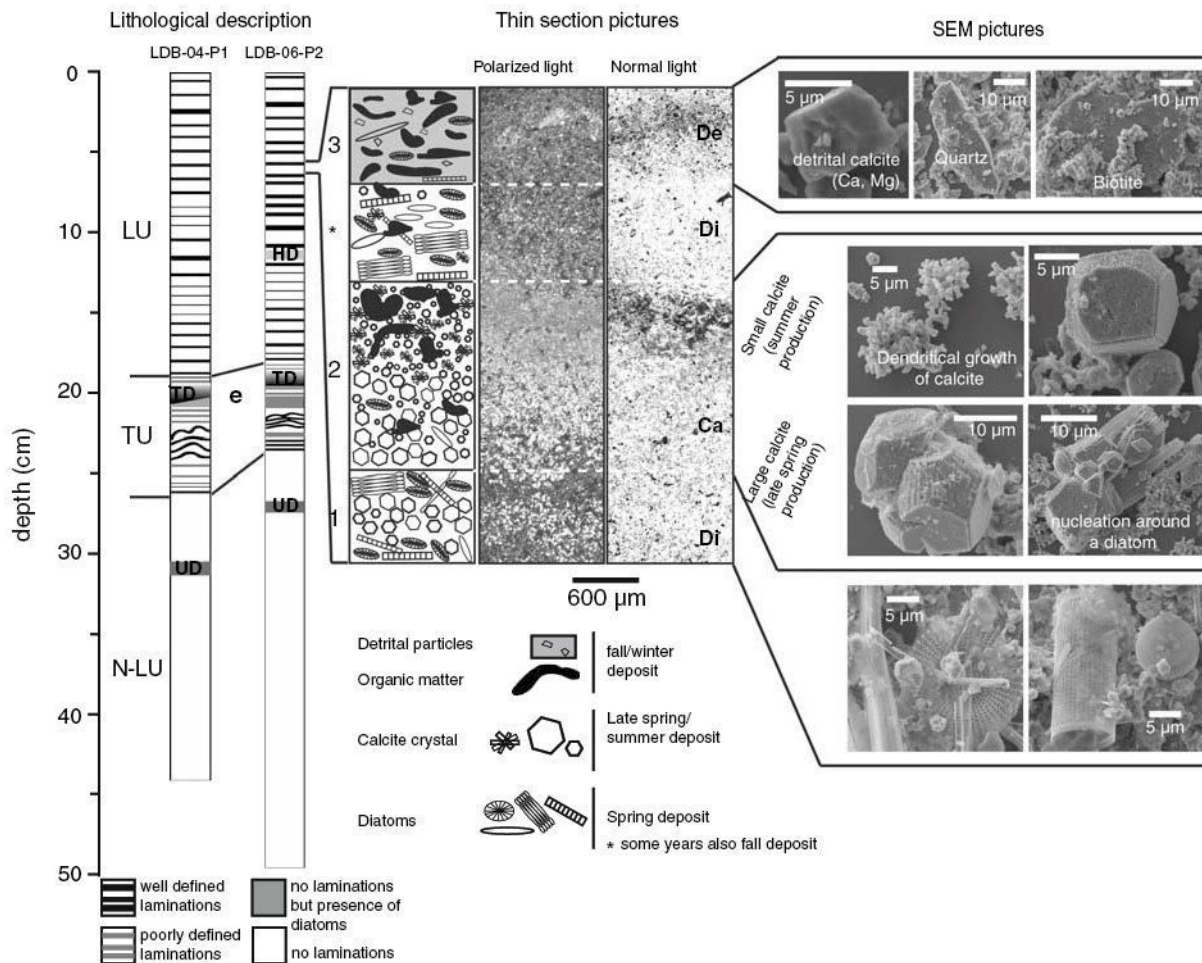 Lithological description
Thin section pictures
SEM pictures
LDB-04-P1
LDB-06-P2
Polarized light
Normal light
depth (cm)
0
10
20
30
40
50
LU
TU
N-LU
TD
UD
HD
TD
UD
e
3
*
2
1
De
Di
Ca
Di
600 µm
5 µm
detrital calcite
(Ca, Mg)
10 µm
Quartz
10 µm
Biotite
Small calcite
(summer
production)
5 µm
Dendritical growth
of calcite
5 µm
Large calcite
(late spring
production)
10 µm
10 µm
nucleation around
a diatom
5 µm
5 µm
Detrital particles
Organic matter
fall/winter
deposit
Calcite crystal
Late spring/
summer deposit
Diatoms
Spring deposit
* some years also fall deposit
well defined
laminations
poorly defined
laminations
no laminations
but presence of
diatoms
no laminations